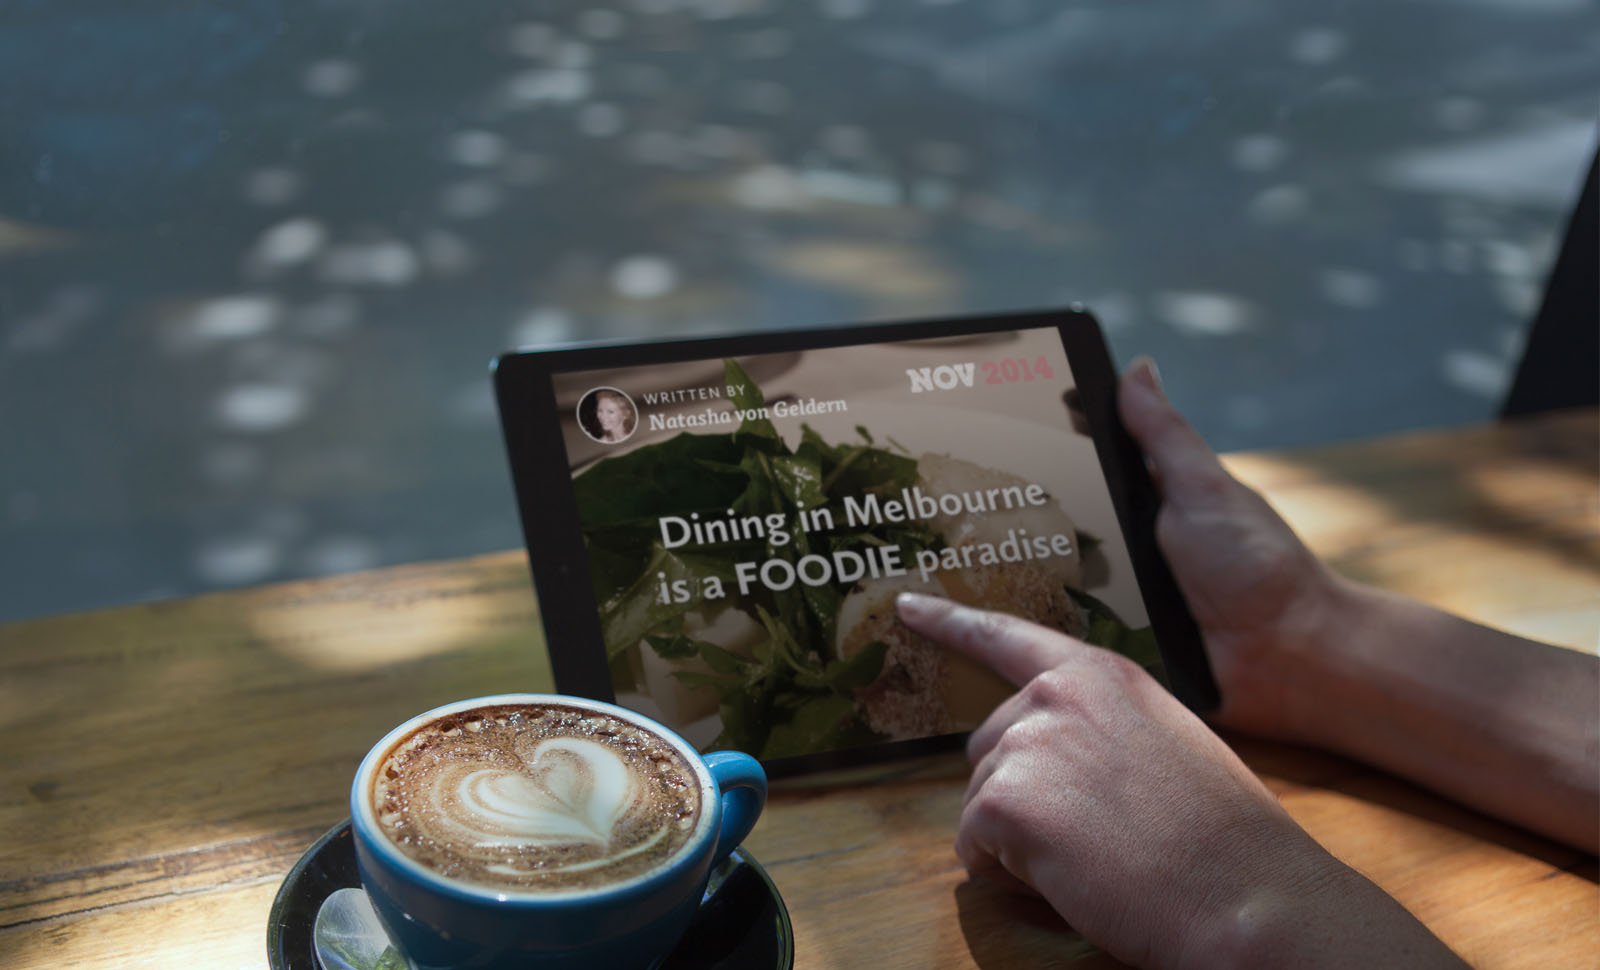 WRITTEN BY
Natasha von Geldern
NOV 2014
Dining in Melbourne
is a FOODIE paradise